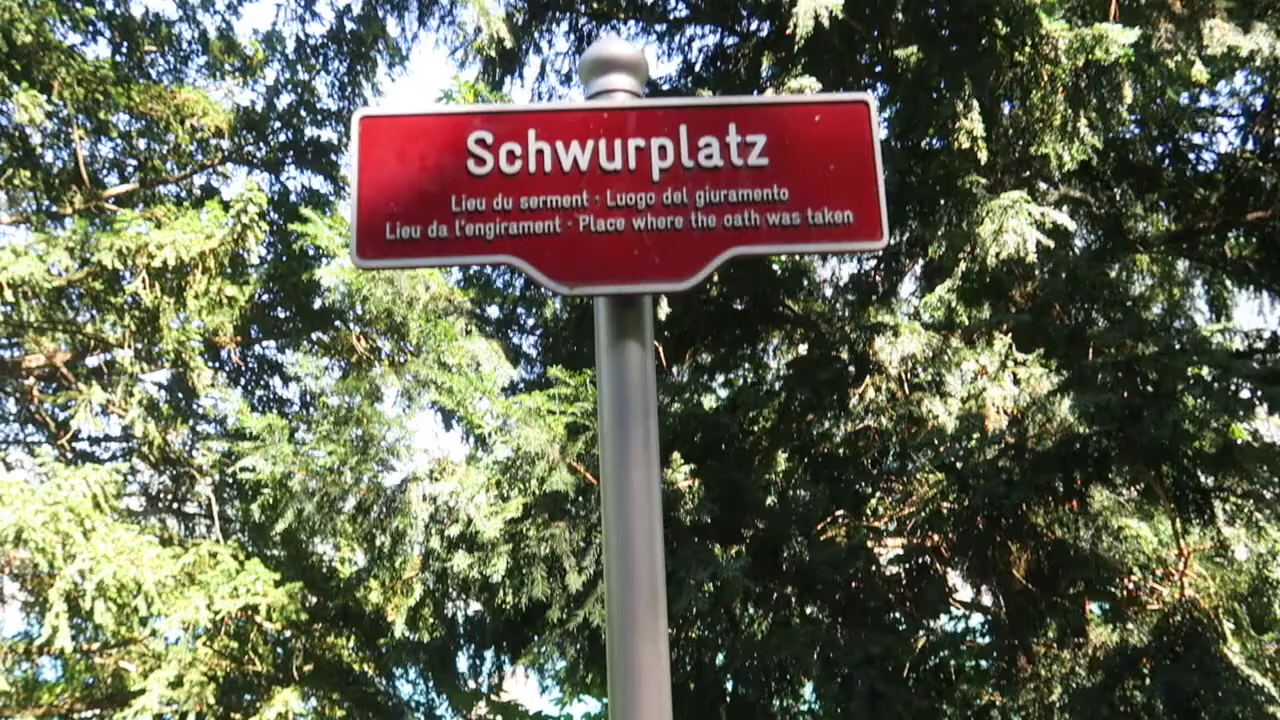 Schwurplatz
Lieu du serment · Luogo del giuramento
Lieu da l'engirament · Place where the oath was taken